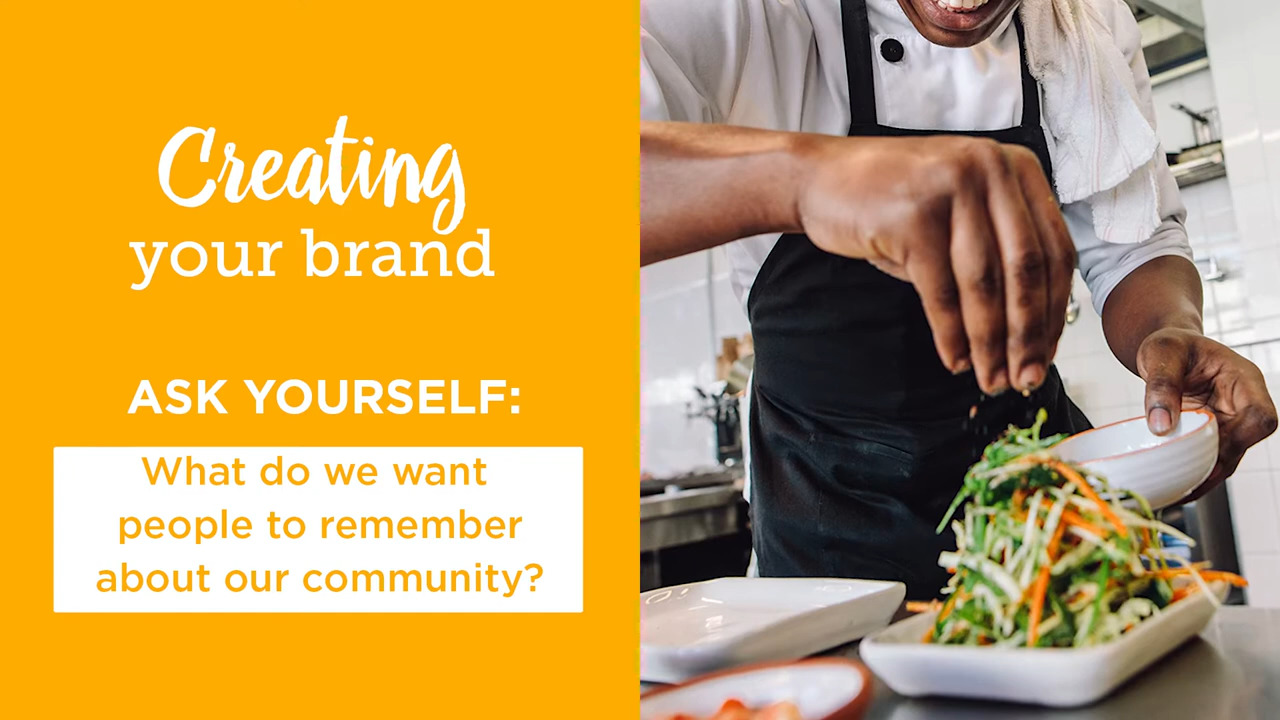 Creating
your brand
ASK YOURSELF:
What do we want
people to remember
about our community?